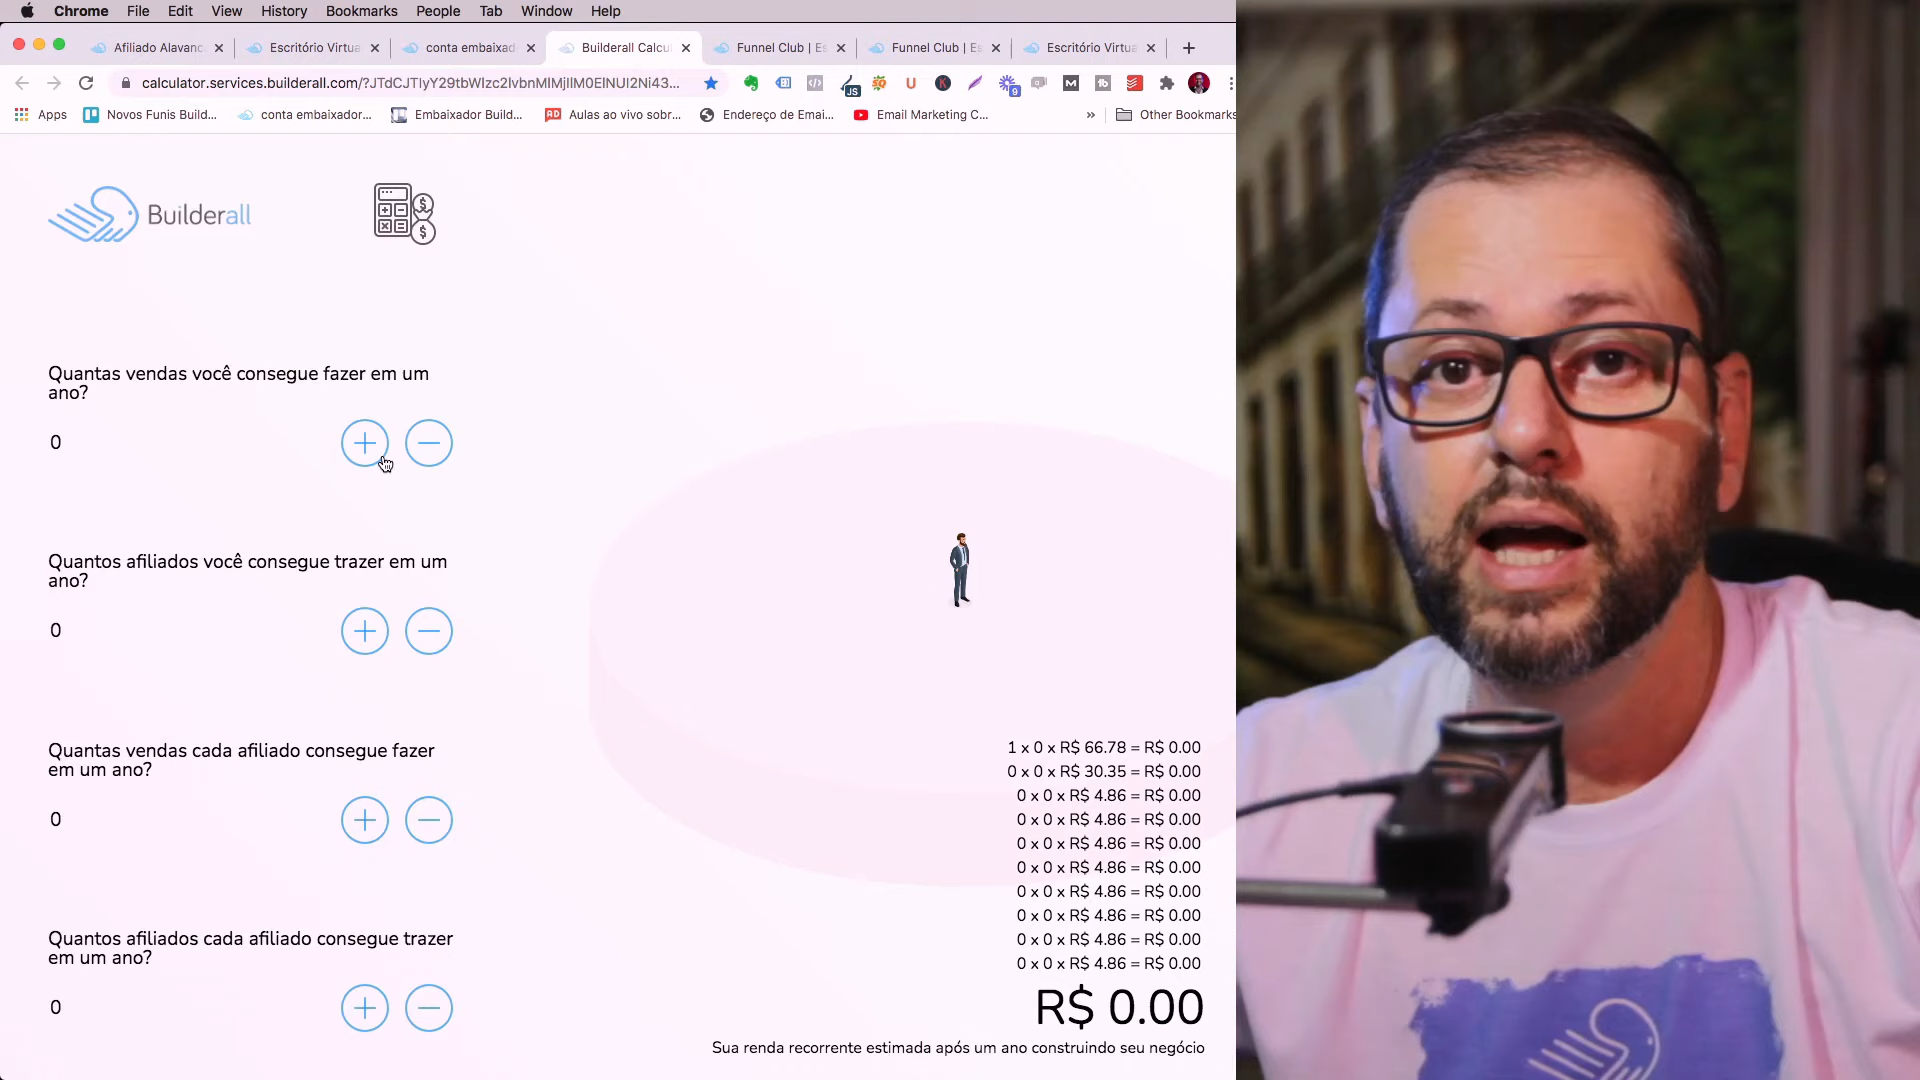 Chrome File Edit View History Bookmarks People Tab Window Help
Afiliado Alavanc
Escritório Virtua
conta embaixad
Builderall Calcu
Funnel Club | Es
Funnel Club | Es
Escritório Virtua
calculator.services.builderall.com/?JTdCJTIyY29tbWlzc2lvbnMlMjIlM0ElNUI2Ni43...
Apps
Novos Funis Build...
conta embaixador...
Embaixador Build...
Aulas ao vivo sobr...
Endereço de Emai...
Email Marketing C...
»
Other Bookmarks
Builderall
Quantas vendas você consegue fazer em um
ano?
0
Quantos afiliados você consegue trazer em um
ano?
0
Quantas vendas cada afiliado consegue fazer
em um ano?
0
Quantos afiliados cada afiliado consegue trazer
em um ano?
0
1 x 0 x R$ 66.78 = R$ 0.00
0 x 0 x R$ 30.35 = R$ 0.00
0 x 0 x R$ 4.86 = R$ 0.00
0 x 0 x R$ 4.86 = R$ 0.00
0 x 0 x R$ 4.86 = R$ 0.00
0 x 0 x R$ 4.86 = R$ 0.00
0 x 0 x R$ 4.86 = R$ 0.00
0 x 0 x R$ 4.86 = R$ 0.00
0 x 0 x R$ 4.86 = R$ 0.00
0 x 0 x R$ 4.86 = R$ 0.00
R$ 0.00
Sua renda recorrente estimada após um ano construindo seu negócio